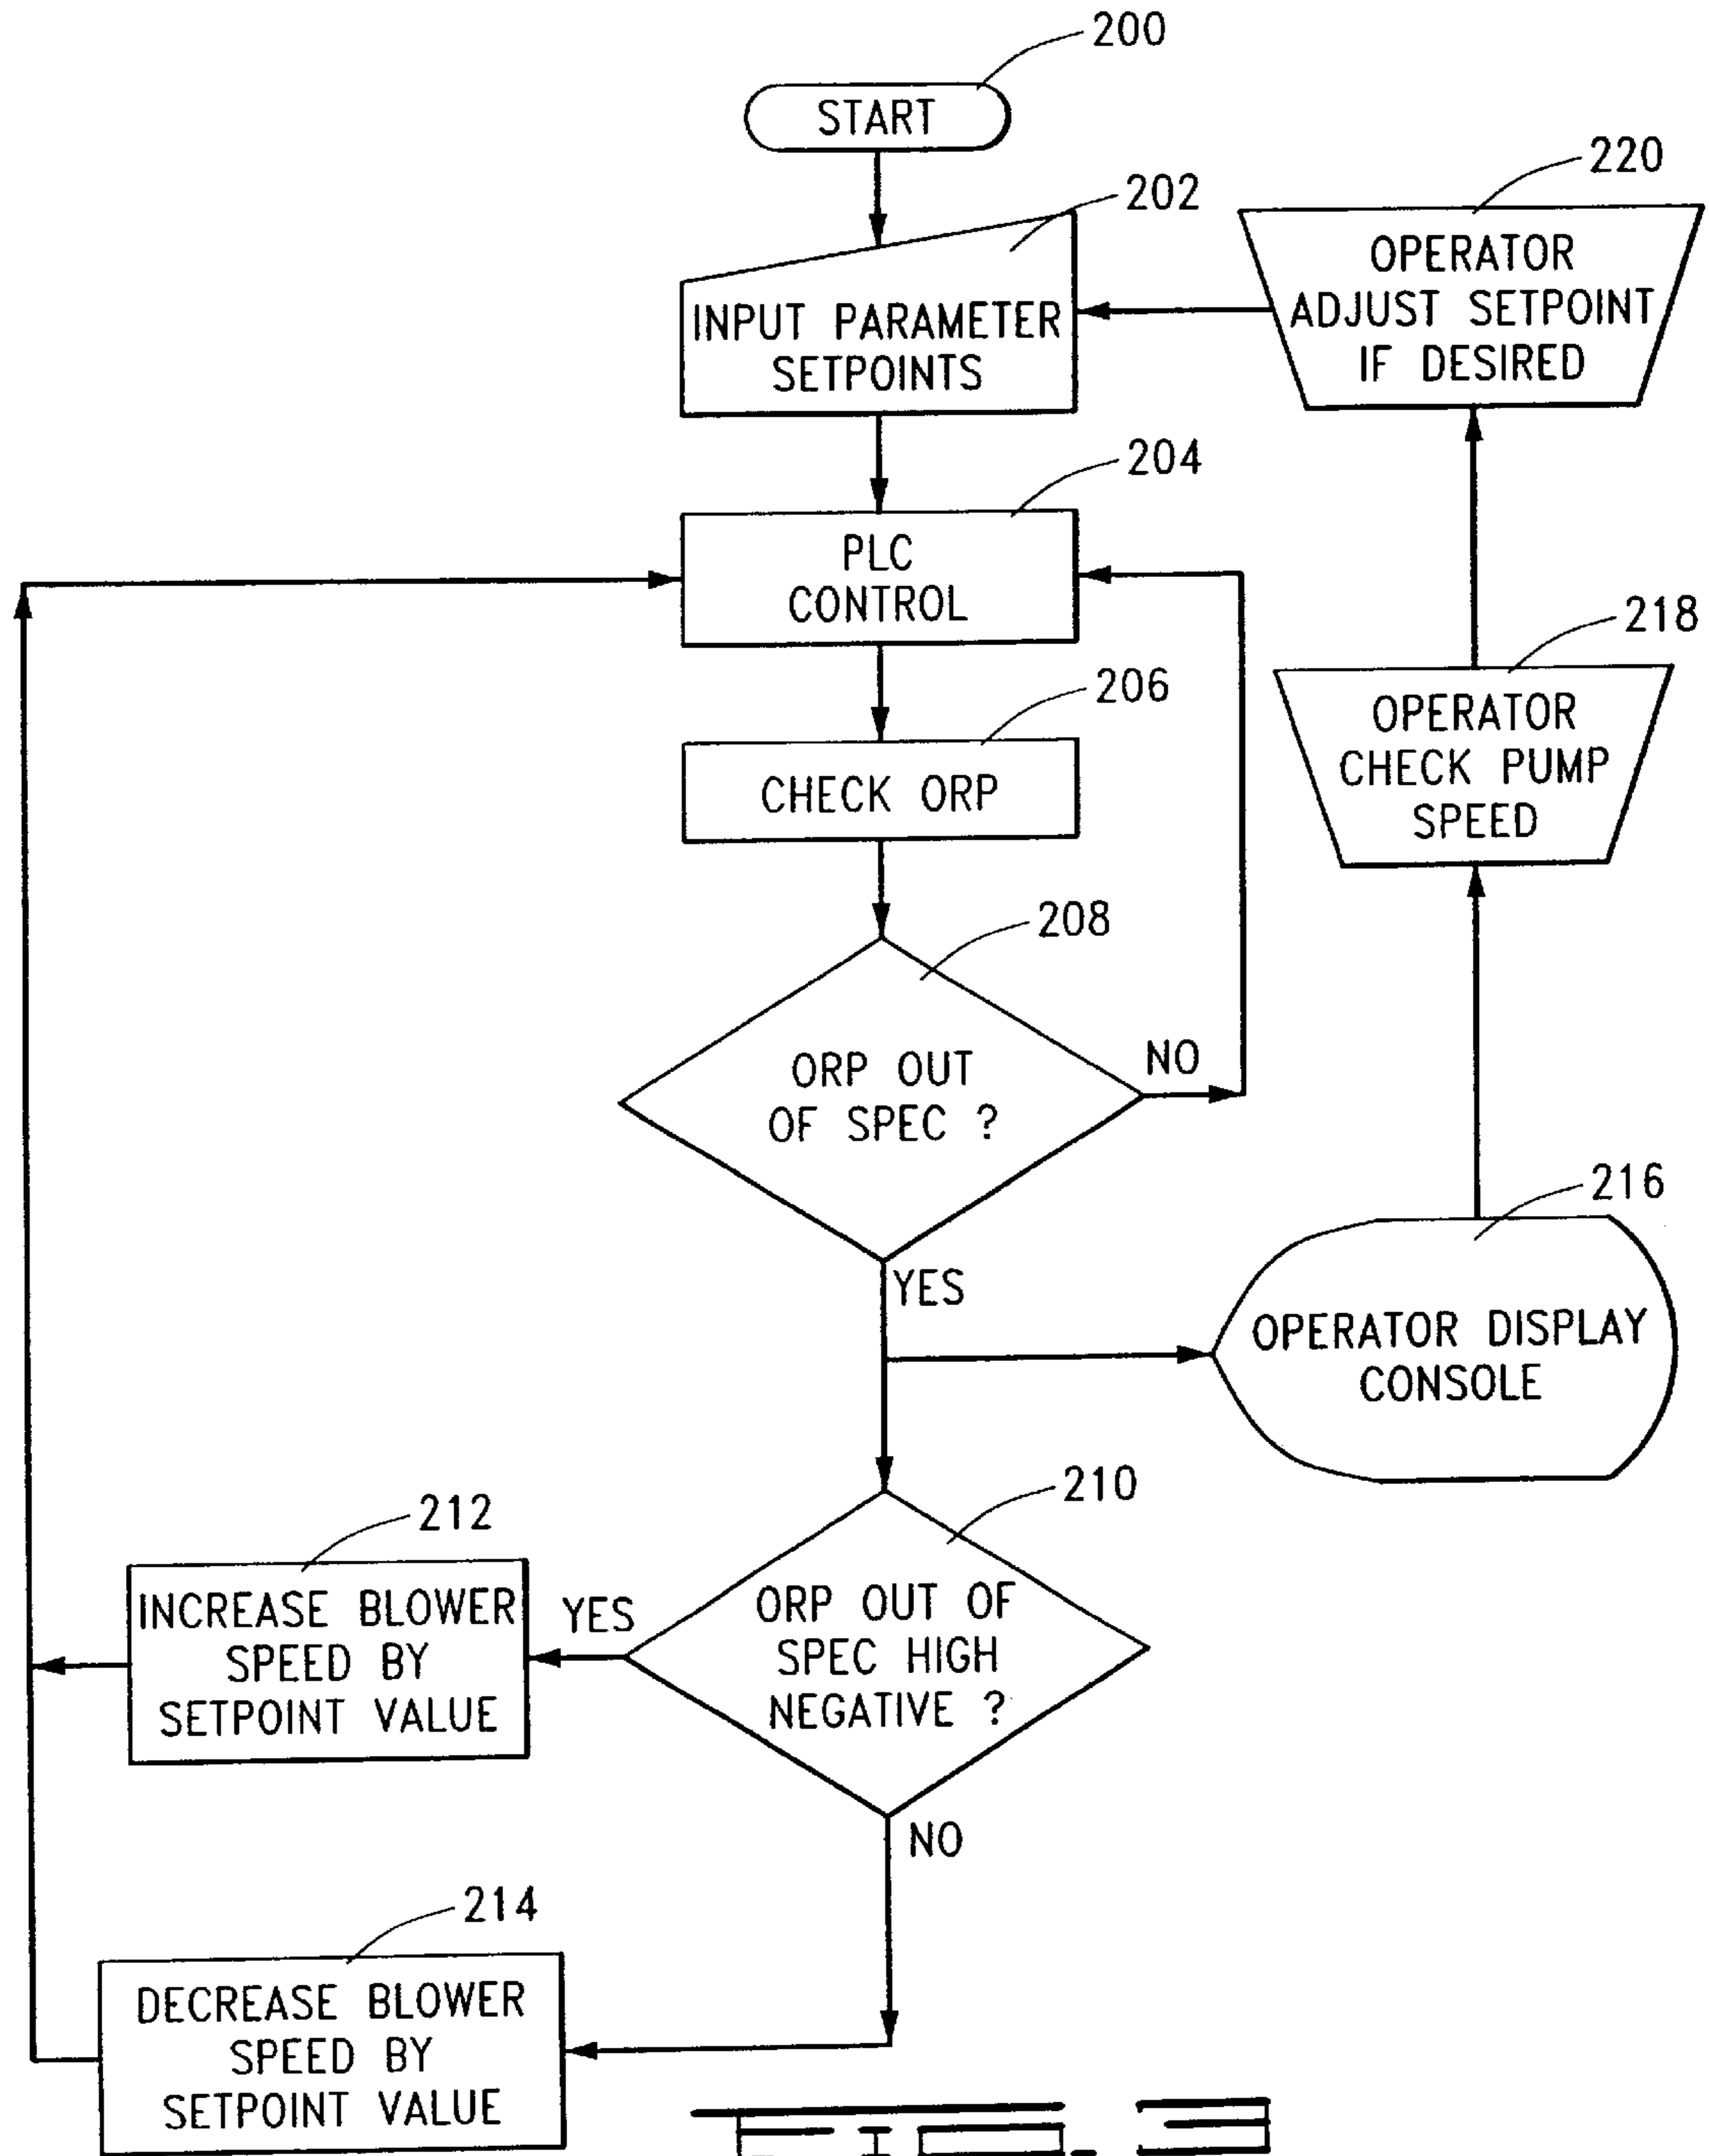 200
START
202
INPUT PARAMETER
SETPOINTS
220
OPERATOR
ADJUST SETPOINT
IF DESIRED
204
PLC
CONTROL
218
OPERATOR
CHECK PUMP
SPEED
206
CHECK ORP
208
ORP OUT
OF SPEC ?
NO
YES
216
OPERATOR DISPLAY
CONSOLE
210
ORP OUT OF
SPEC HIGH
NEGATIVE ?
YES
212
INCREASE BLOWER
SPEED BY
SETPOINT VALUE
NO
214
DECREASE BLOWER
SPEED BY
SETPOINT VALUE